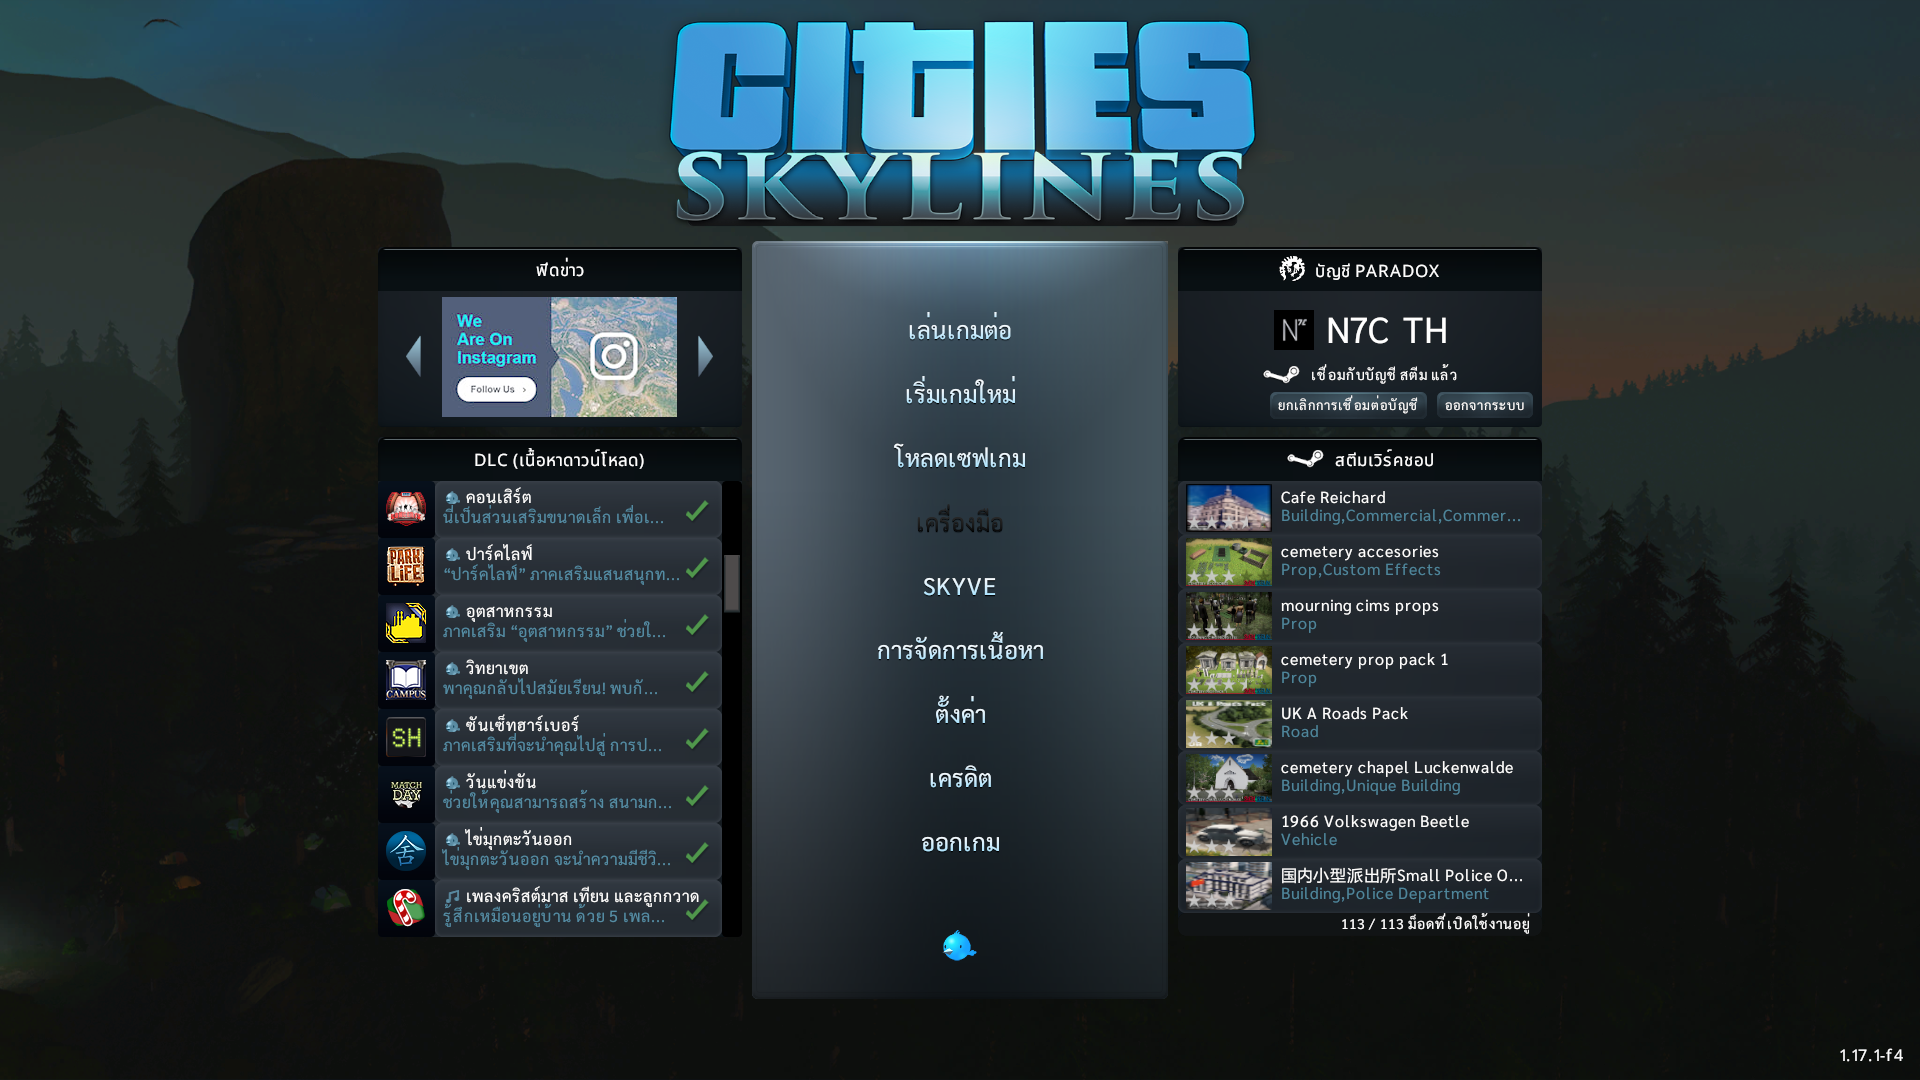 CITIES
SKYLINES
ฟีดข่าว
We
Are On
Instagram
Follow Us ›
DLC (เนื้อหาดาวน์โหลด)
คอนเสิร์ต
นี่เป็นส่วนเสริมขนาดเล็ก เพื่อเ...
PARK LIFE
ปาร์คไลฟ์
“ปาร์คไลฟ์” ภาคเสริมแสนสนุกท...
อุตสาหกรรม
ภาคเสริม “อุตสาหกรรม” ช่วยใ...
CAMPUS
วิทยาเขต
พาคุณกลับไปสมัยเรียน! พบกั...
SH
ซันเซ็ทฮาร์เบอร์
ภาคเสริมที่จะนำคุณไปสู่ การป...
MATCH DAY
วันแข่งขัน
ช่วยให้คุณสามารถสร้าง สนามก...
舍
ไข่มุกตะวันออก
ไข่มุกตะวันออก จะนำความมีชีวิ...
เพลงคริสต์มาส เทียน และลูกกวาด
รู้สึกเหมือนอยู่บ้าน ด้วย 5 เพล...
เล่นเกมต่อ
เริ่มเกมใหม่
โหลดเซฟเกม
เครื่องมือ
SKYVE
การจัดการเนื้อหา
ตั้งค่า
เครดิต
ออกเกม
บัญชี PARADOX
N7C
N7C TH
เชื่อมกับบัญชี สตีม แล้ว
ยกเลิกการเชื่อมต่อบัญชี
ออกจากระบบ
สตีมเวิร์คชอป
Cafe Reichard
Building,Commercial,Commer...
cemetery accesories
Prop,Custom Effects
mourning cims props
Prop
cemetery prop pack 1
Prop
UK A Roads Pack
Road
cemetery chapel Luckenwalde
Building,Unique Building
1966 Volkswagen Beetle
Vehicle
国内小型派出所Small Police O...
Building,Police Department
113 / 113 ม็อดที่เปิดใช้งานอยู่
1.17.1-f4